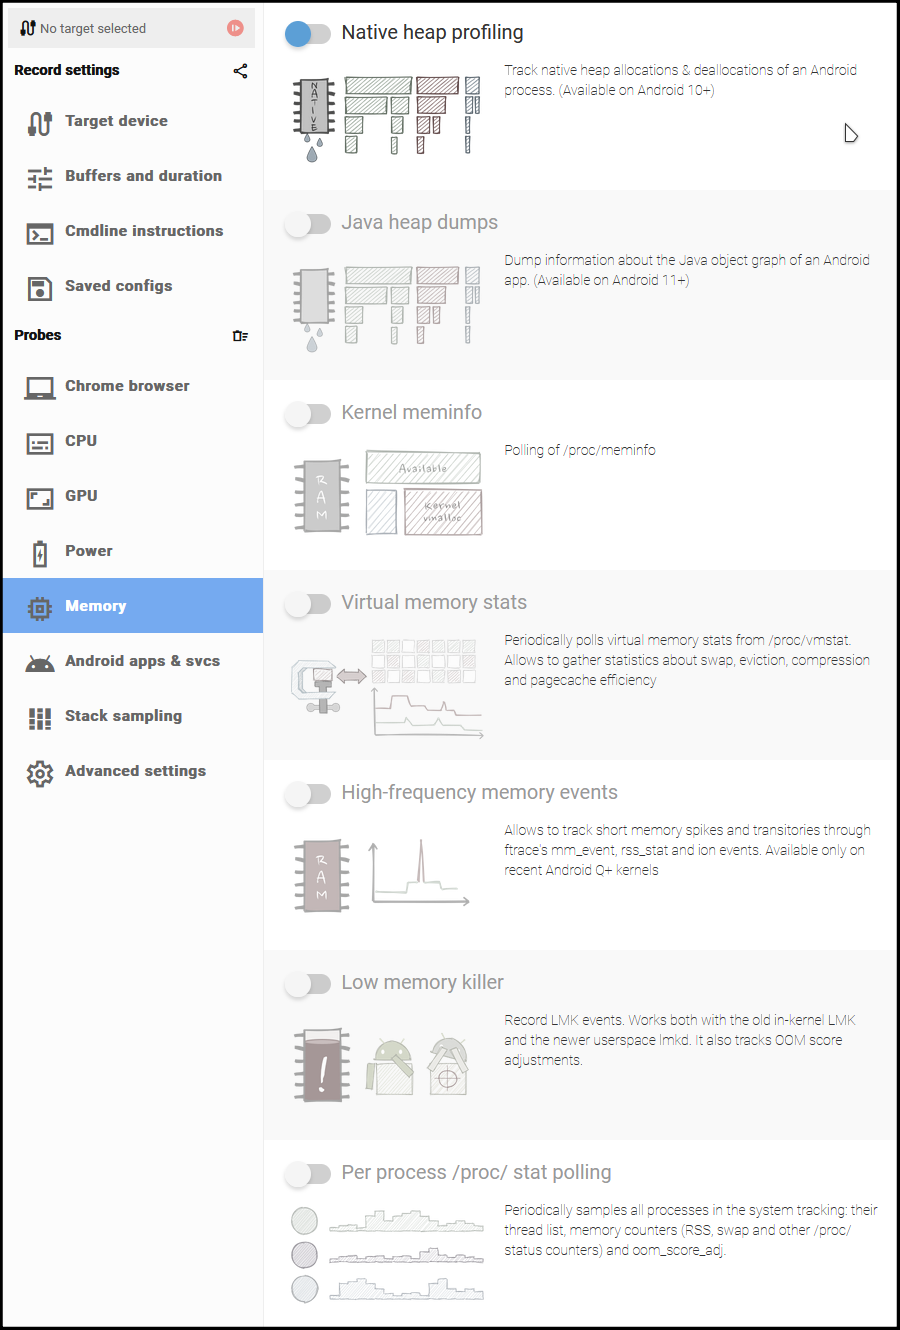 No target selected
Record settings
Target device
Buffers and duration
Cmdline instructions
Saved configs
Probes
Chrome browser
CPU
GPU
Power
Memory
Android apps & svcs
Stack sampling
Advanced settings
Native heap profiling
NATIVE
Track native heap allocations & deallocations of an Android
process. (Available on Android 10+)
Java heap dumps
Dump information about the Java object graph of an Android
app. (Available on Android 11+)
Kernel meminfo
RAM
Available
Kernel
vmalloc
Polling of /proc/meminfo
Virtual memory stats
Periodically polls virtual memory stats from /proc/vmstat.
Allows to gather statistics about swap, eviction, compression
and pagecache efficiency
High-frequency memory events
RAM
Allows to track short memory spikes and transitories through
ftrace's mm_event, rss_stat and ion events. Available only on
recent Android Q+ kernels
Low memory killer
!
Record LMK events. Works both with the old in-kernel LMK
and the newer userspace lmkd. It also tracks OOM score
adjustments.
Per process /proc/ stat polling
Periodically samples all processes in the system tracking: their
thread list, memory counters (RSS, swap and other /proc/
status counters) and oom_score_adj.